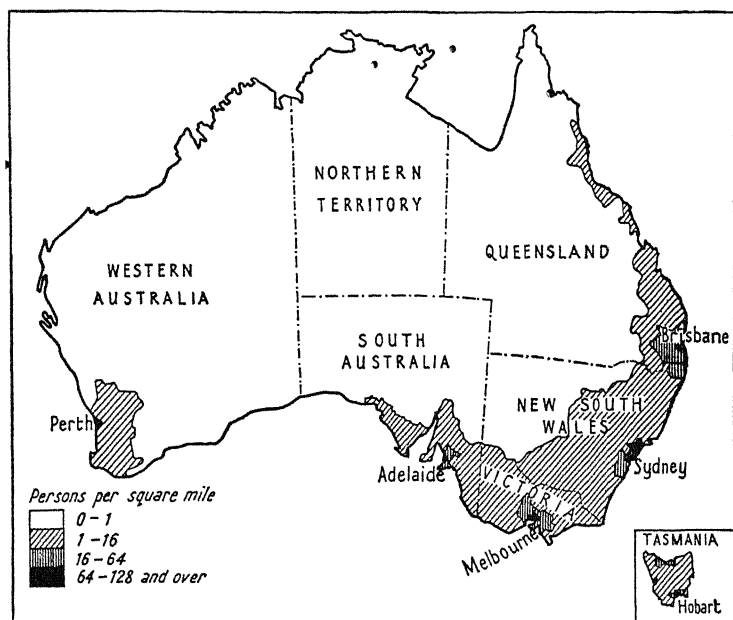 NORTHERN
TERRITORY
QUEENSLAND
WESTERN
AUSTRALIA
SOUTH
AUSTRALIA
Brisbane
NEW SOUTH
WALES
Perth
Adelaide
Sydney
VICTORIA
Melbourne
Persons per square mile
0-1
1-16
16-64
64-128 and over
TASMANIA
Hobart